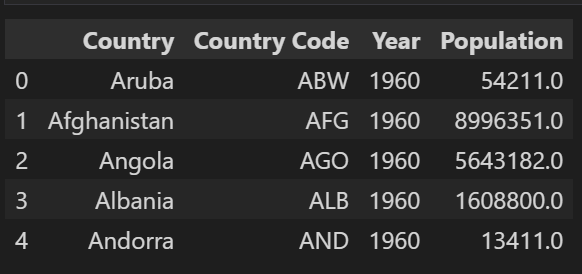 Country Country Code Year Population
0 Aruba ABW 1960 54211.0
1 Afghanistan AFG 1960 8996351.0
2 Angola AGO 1960 5643182.0
3 Albania ALB 1960 1608800.0
4 Andorra AND 1960 13411.0